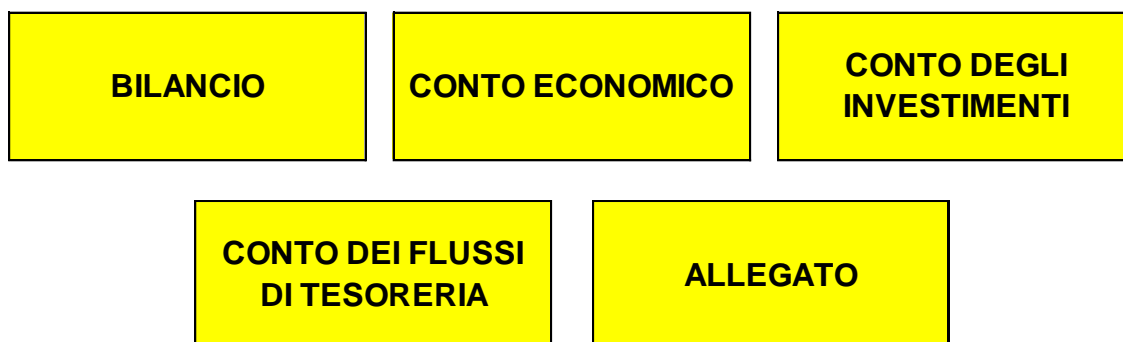 BILANCIO
CONTO ECONOMICO
CONTO DEGLI
INVESTIMENTI
CONTO DEI FLUSSI
DI TESORERIA
ALLEGATO